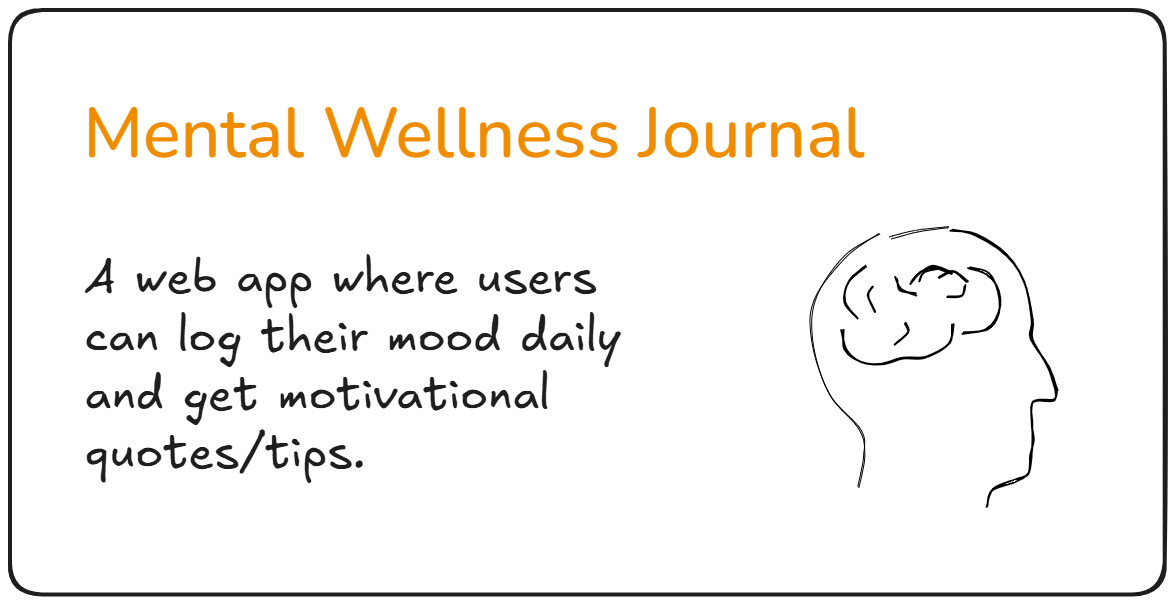 Mental Wellness Journal
A web app where users
can log their mood daily
and get motivational
quotes/tips.